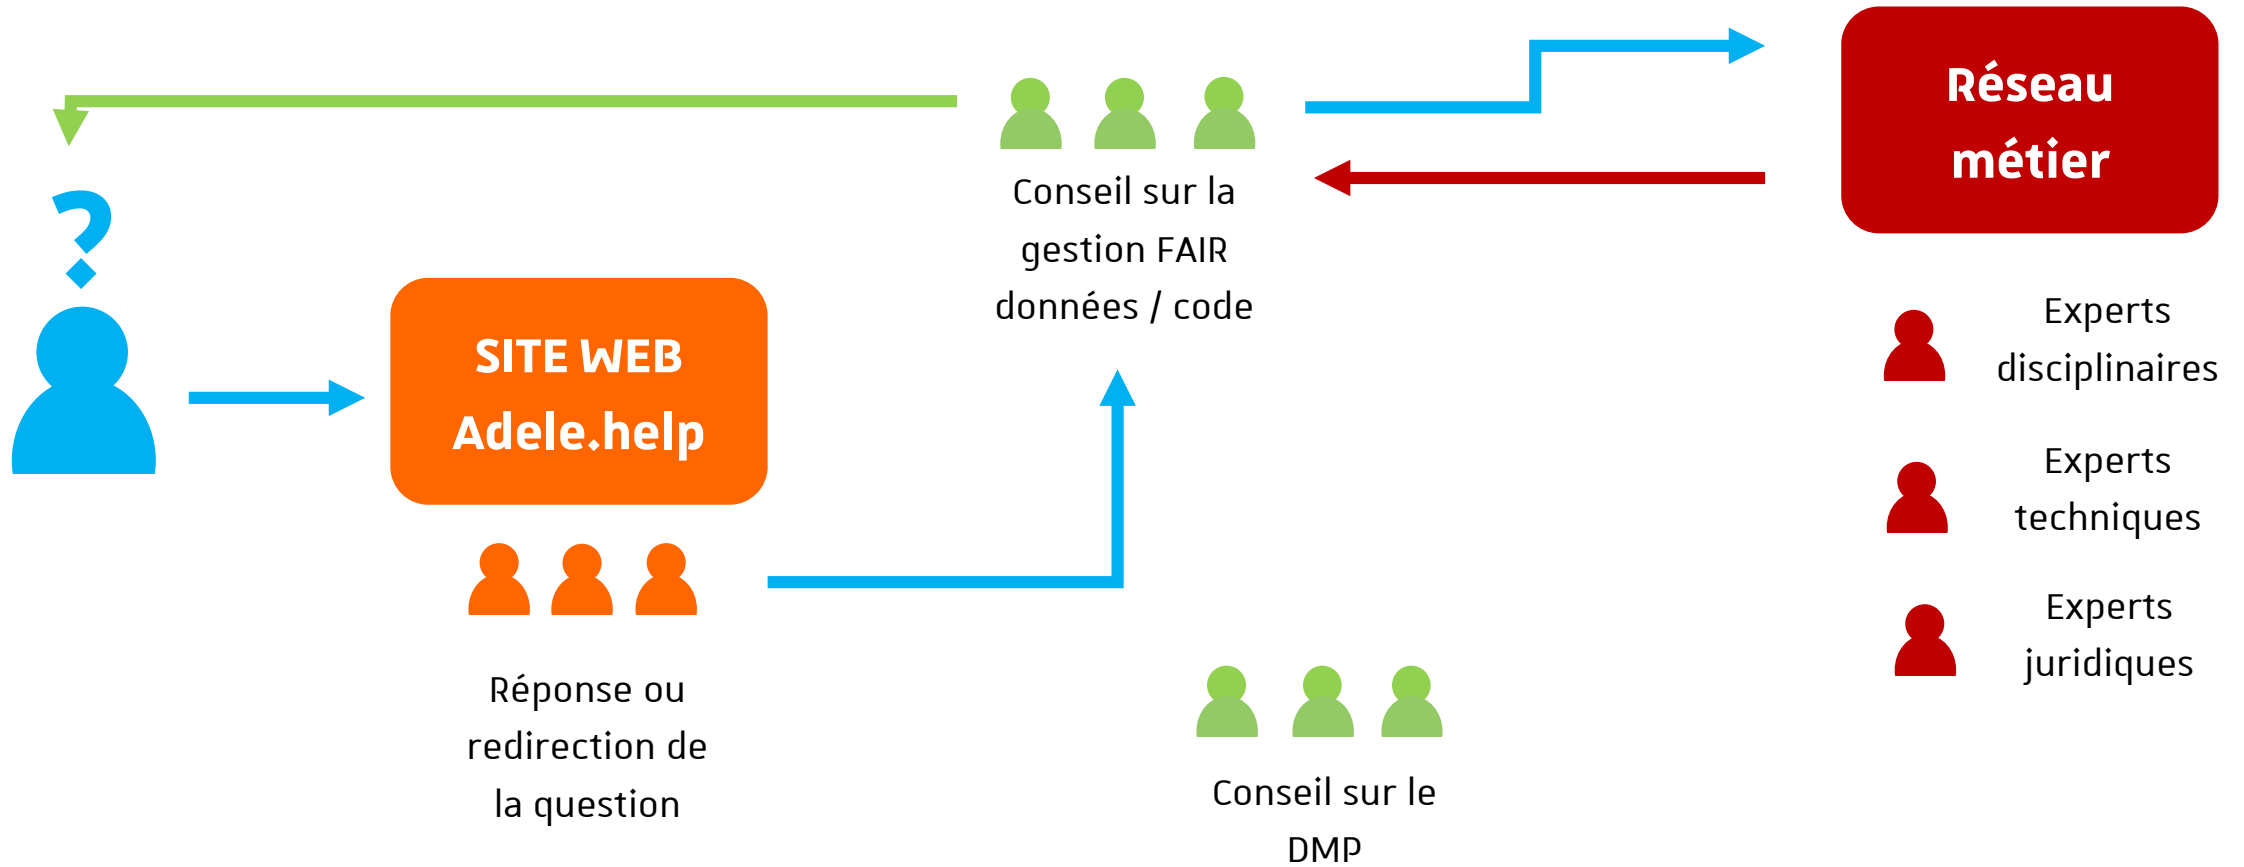 ?
SITE WEB
Adele.help
Réponse ou
redirection de
la question
Conseil sur la
gestion FAIR
données / code
Conseil sur le
DMP
Réseau
métier
Experts
disciplinaires
Experts
techniques
Experts
juridiques